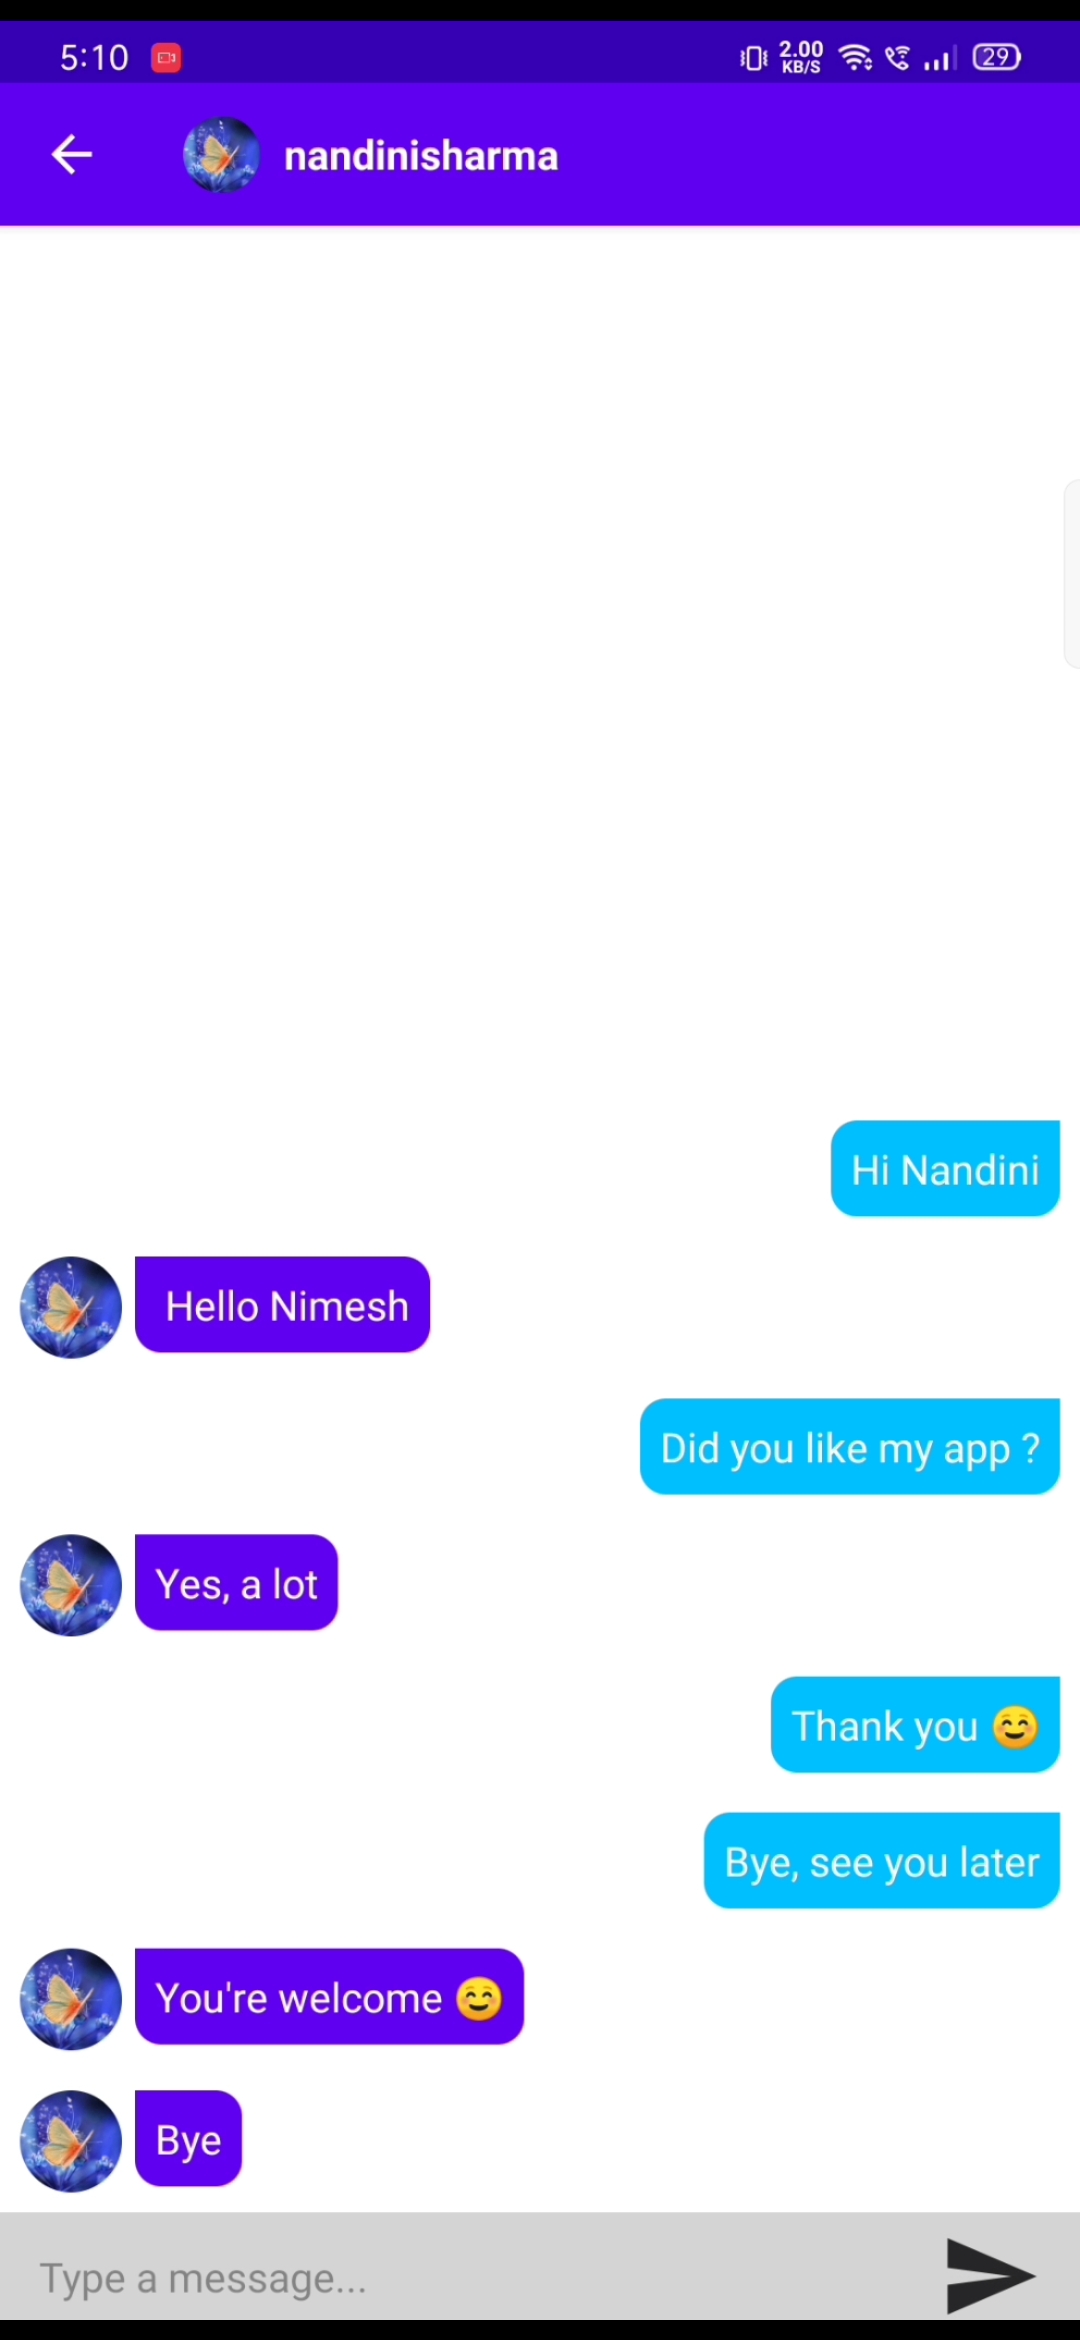 5:10 2.00 KB/S 29
nandinisharma
Hi Nandini
Hello Nimesh
Did you like my app ?
Yes, a lot
Thank you 😊
Bye, see you later
You're welcome 😊
Bye
Type a message...